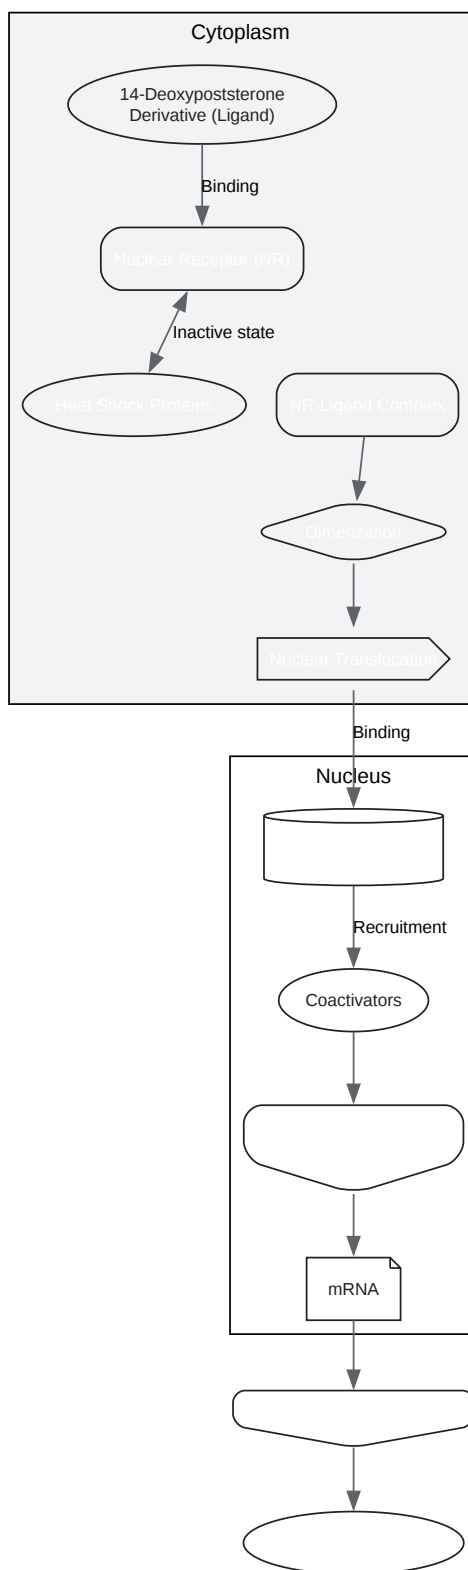 Cytoplasm
14-Deoxypoststerone
Derivative (Ligand)
Binding
Nuclear Receptor (NR)
Inactive state
Heat Shock Proteins
NR-Ligand Complex
Dimerization
Nuclear Translocation
Binding
Nucleus
Recruitment
Coactivators
mRNA